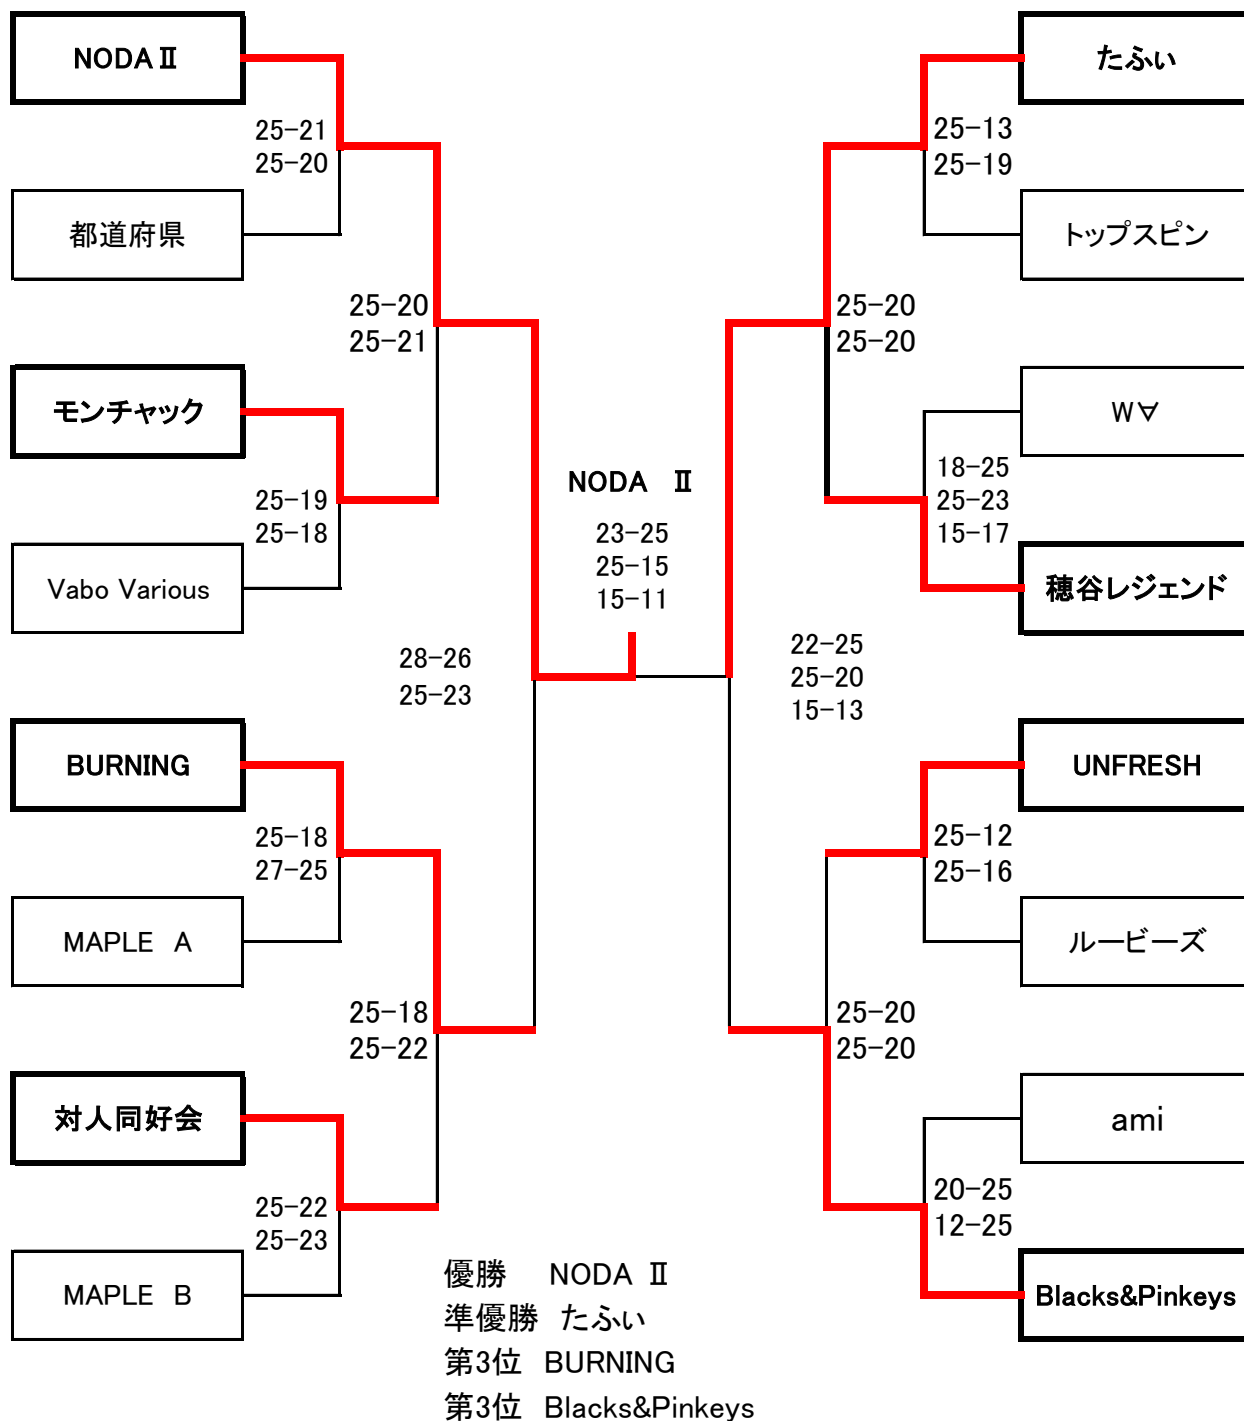 NODAⅡ
25-21
25-20
都道府県
25-20
25-21
モンチャック
25-19
25-18
Vabo Various
28-26
25-23
BURNING
25-18
27-25
MAPLE A
25-18
25-22
対人同好会
25-22
25-23
MAPLE B
NODA Ⅱ
23-25
25-15
15-11
たふぃ
25-13
25-19
トップスピン
25-20
25-20
W∀
18-25
25-23
15-17
穂谷レジェンド
22-25
25-20
15-13
UNFRESH
25-12
25-16
ルービーズ
25-20
25-20
ami
20-25
12-25
Blacks&Pinkeys
優勝 NODA Ⅱ
準優勝 たふぃ
第3位 BURNING
第3位 Blacks&Pinkeys